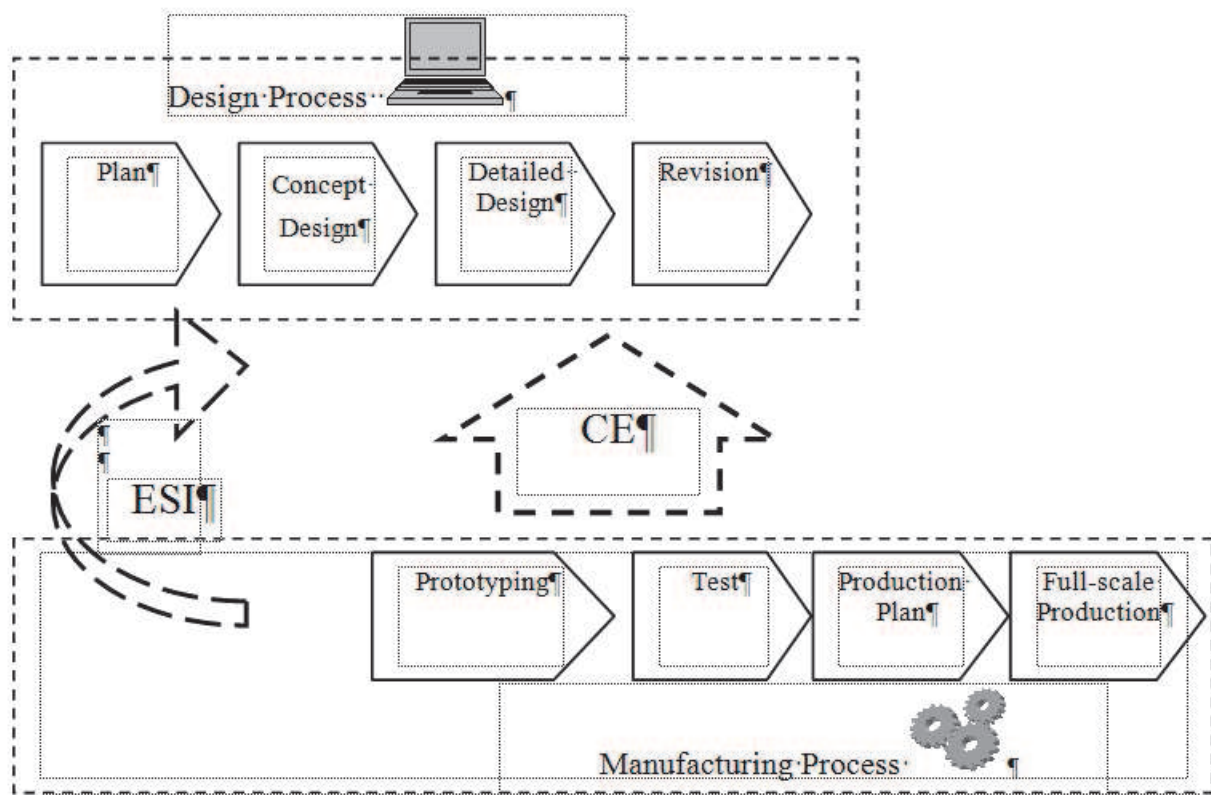 Design·Process··¶
Plan¶
Concept·
Design¶
Detailed··
Design¶
Revision¶
¶
¶
ESI¶
CE¶
Prototyping¶
Test¶
Production·
Plan¶
Full-scale·
Production¶
Manufacturing·Process· ¶